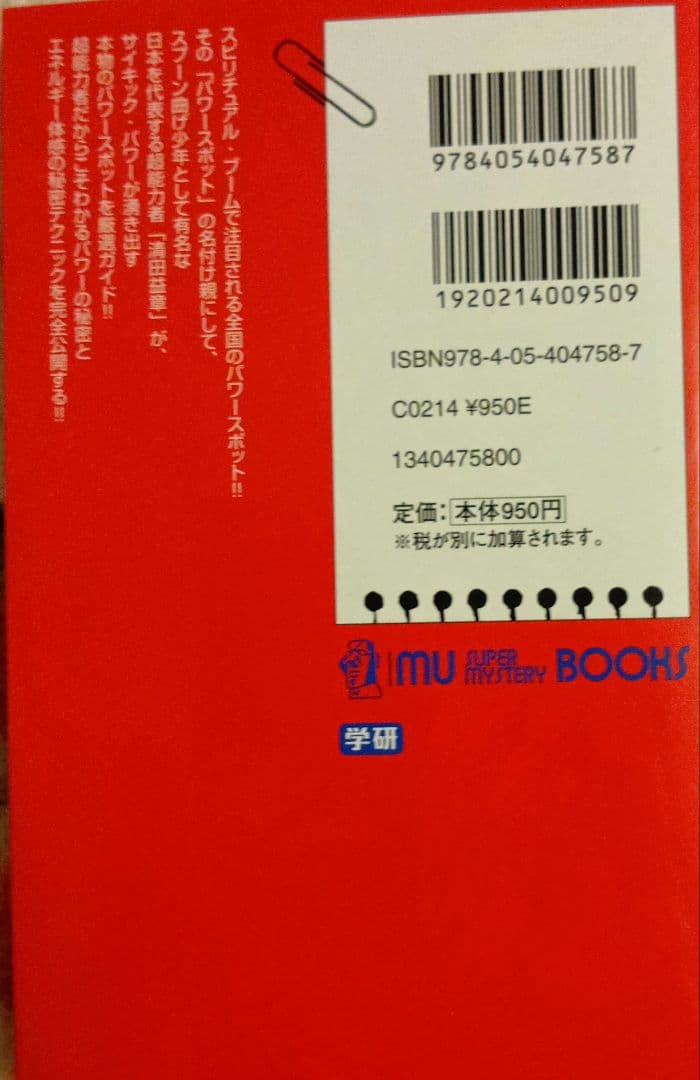 スピリチュアル・ブームで注目される全国のパワースポット!!
その「パワースポット」の名付け親にして、
スプーン曲げ少年として有名な
日本を代表する超能力者「清田益章」が、
サイキック・パワーが湧き出す
本物のパワースポットを厳選ガイド!!
超能力者だからこそわかるパワーの秘密と
エネルギー体感の秘密テクニックを完全公開する!!
9784054047587
1920214009509
ISBN978-4-05-404758-7
C0214 ¥950E
1340475800
定価：本体950円
※税が別に加算されます。
MU SUPER MYSTERY BOOKS
学研